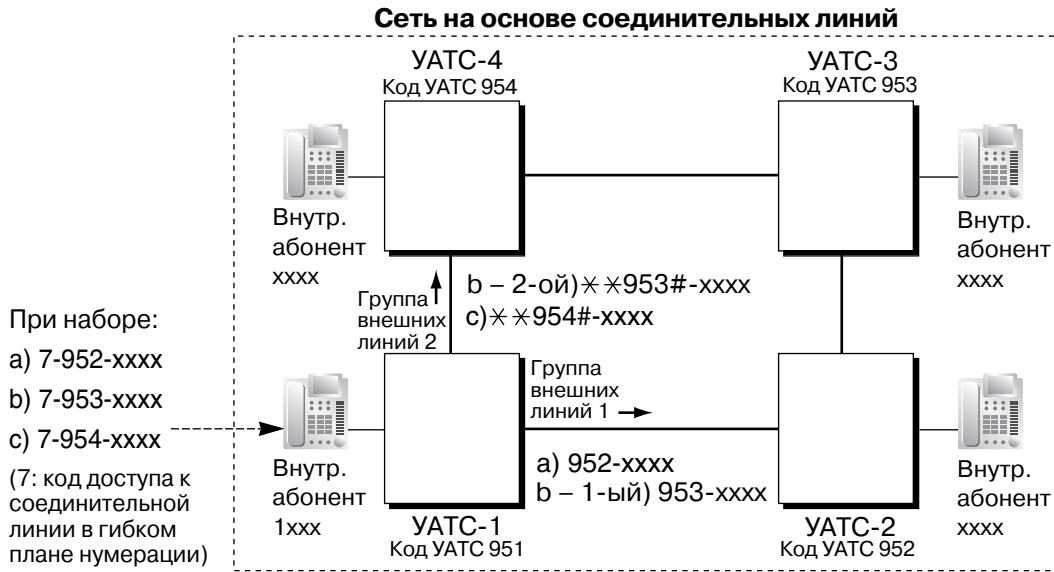 Сеть на основе соединительных линий
УАТС-4
Код УАТС 954
УАТС-3
Код УАТС 953
Внутр.
абонент
xxxx
Внутр.
абонент
xxxx
Группа
внешних
линий 2
b – 2-ой)✳✳953#-xxxx
c)✳✳954#-xxxx
При наборе:
a) 7-952-xxxx
b) 7-953-xxxx
c) 7-954-xxxx
(7: код доступа к
соединительной
линии в гибком
плане нумерации)
Внутр.
абонент
1xxx
Группа
внешних
линий 1
a) 952-xxxx
b – 1-ый) 953-xxxx
Внутр.
абонент
xxxx
УАТС-1
Код УАТС 951
УАТС-2
Код УАТС 952